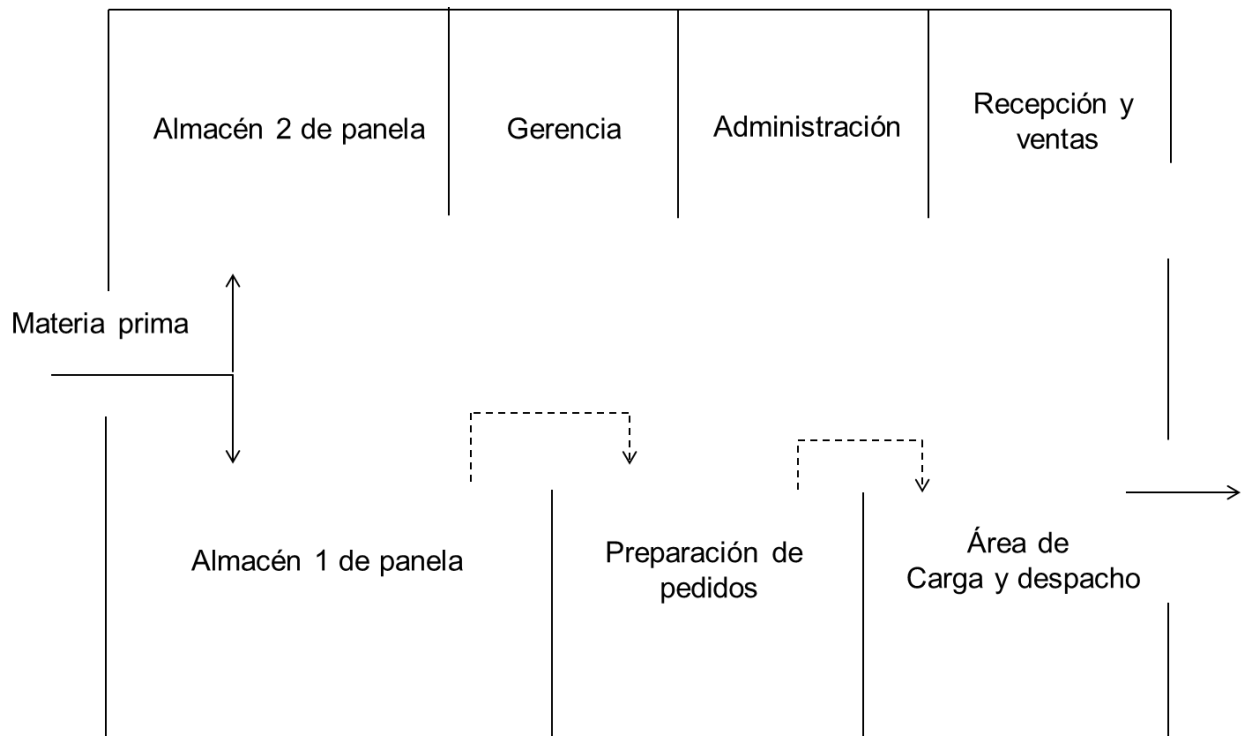 Almacén 2 de panela
Gerencia
Administración
Recepción y
ventas
Materia prima
Almacén 1 de panela
Preparación de
pedidos
Área de
Carga y despacho